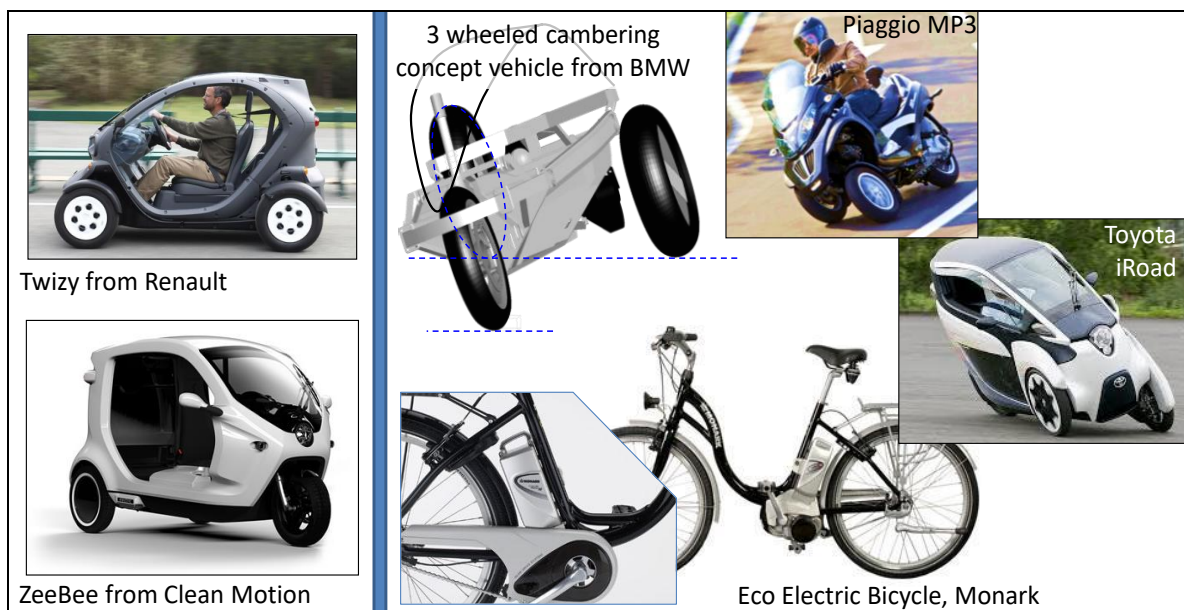 Twizy from Renault
ZeeBee from Clean Motion
3 wheeled cambering
concept vehicle from BMW
Piaggio MP3
Toyota
iRoad
MONARK
Eco Electric Bicycle, Monark